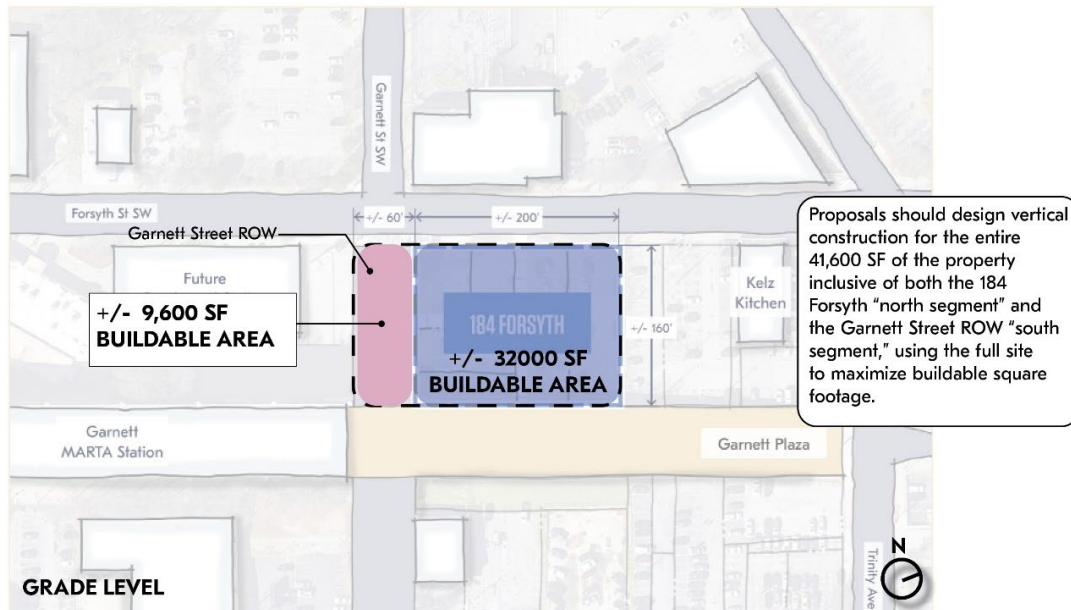 Garnett St SW
Forsyth St SW
+/- 60'
+/- 200'
Garnett Street ROW
Future
+/- 9,600 SF
BUILDABLE AREA
184 FORSYTH
+/- 32000 SF
BUILDABLE AREA
+/- 160'
Kelz
Kitchen
Proposals should design vertical
construction for the entire
41,600 SF of the property
inclusive of both the 184
Forsyth “north segment” and
the Garnett Street ROW “south
segment,” using the full site
to maximize buildable square
footage.
Garnett
MARTA Station
Garnett Plaza
Trinity Ave
N
GRADE LEVEL